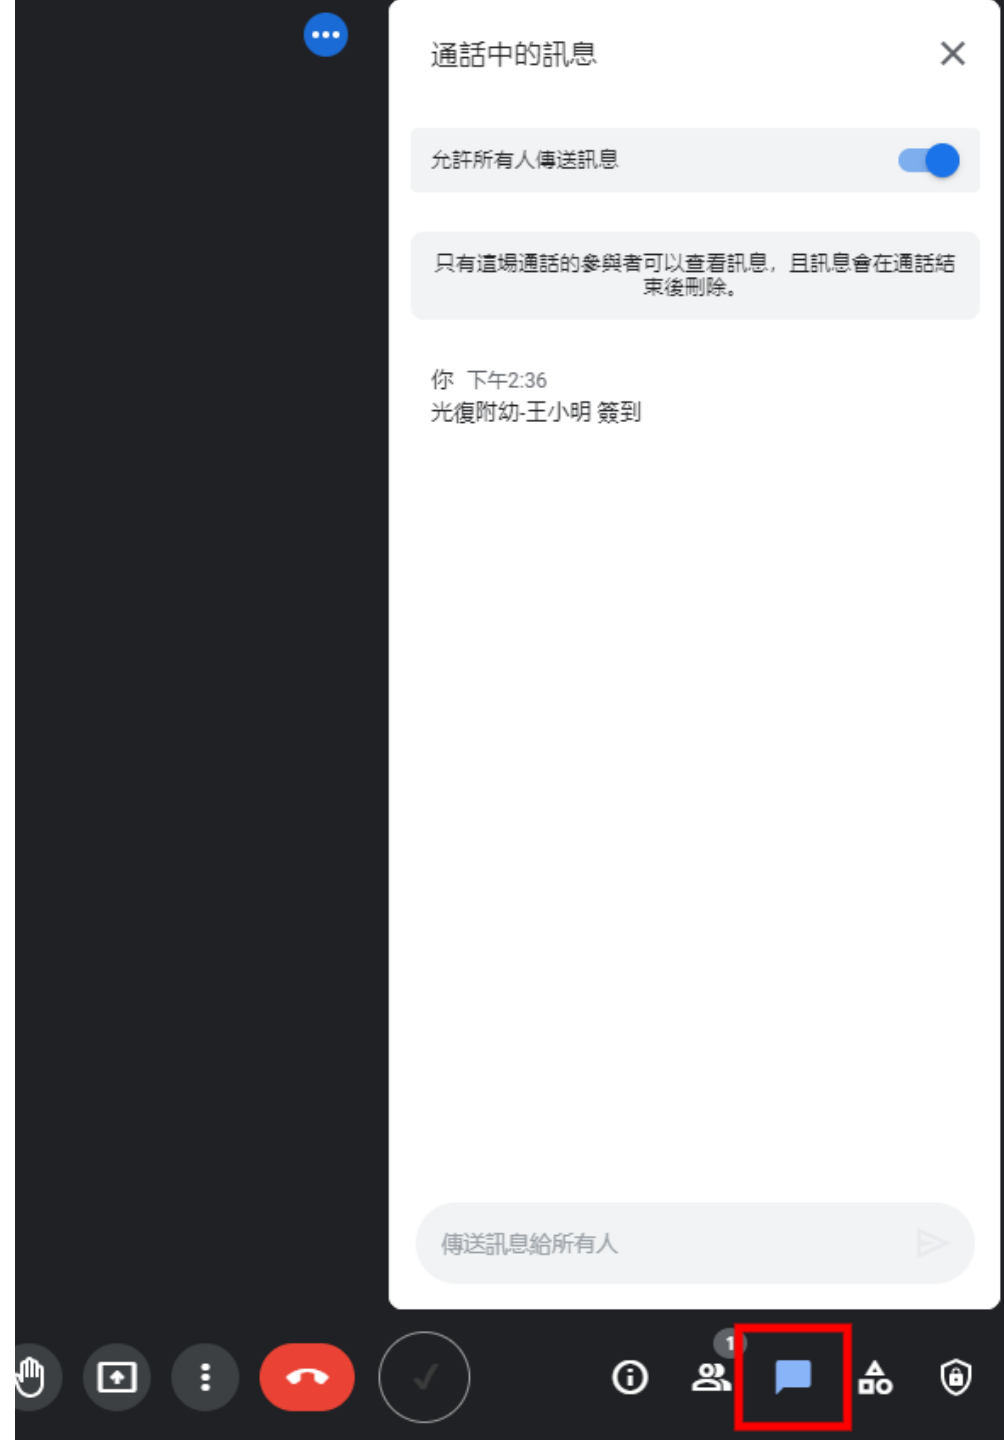 通話中的訊息
允許所有人傳送訊息
只有這場通話的參與者可以查看訊息，且訊息會在通話結
束後刪除。
你 下午2:36
光復附幼-王小明 簽到
傳送訊息給所有人
1